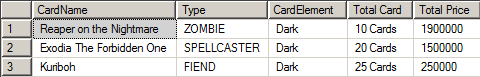 CardName Type CardElement Total Card Total Price
1 Reaper on the Nightmare ZOMBIE Dark 10 Cards 1900000
2 Exodia The Forbidden One SPELLCASTER Dark 20 Cards 1500000
3 Kuriboh FIEND Dark 25 Cards 250000